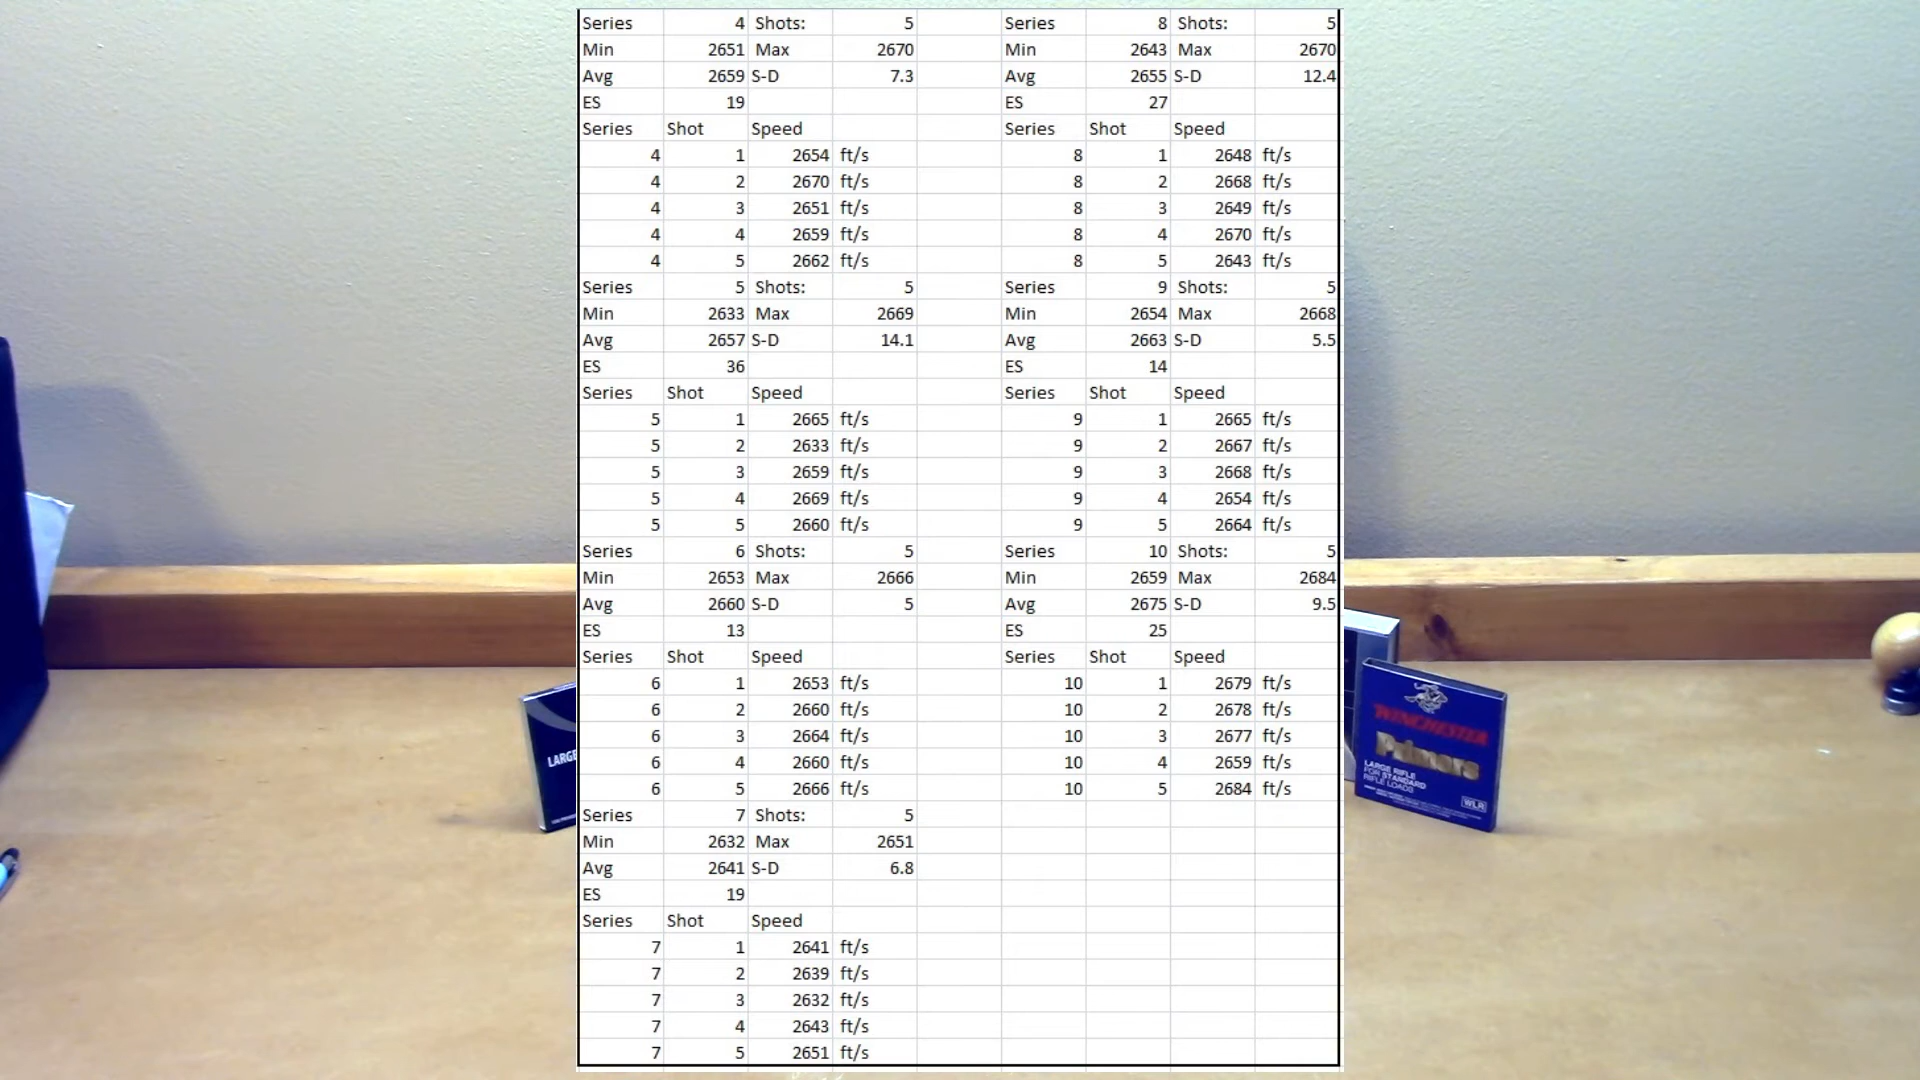 Series 4 Shots: 5
Min 2651 Max 2670
Avg 2659 S-D 7.3
ES 19
Series Shot Speed
4 1 2654 ft/s
4 2 2670 ft/s
4 3 2651 ft/s
4 4 2659 ft/s
4 5 2662 ft/s
Series 5 Shots: 5
Min 2633 Max 2669
Avg 2657 S-D 14.1
ES 36
Series Shot Speed
5 1 2665 ft/s
5 2 2633 ft/s
5 3 2659 ft/s
5 4 2669 ft/s
5 5 2660 ft/s
Series 6 Shots: 5
Min 2653 Max 2666
Avg 2660 S-D 5
ES 13
Series Shot Speed
6 1 2653 ft/s
6 2 2660 ft/s
6 3 2664 ft/s
6 4 2660 ft/s
6 5 2666 ft/s
Series 7 Shots: 5
Min 2632 Max 2651
Avg 2641 S-D 6.8
ES 19
Series Shot Speed
7 1 2641 ft/s
7 2 2639 ft/s
7 3 2632 ft/s
7 4 2643 ft/s
7 5 2651 ft/s
Series 8 Shots: 5
Min 2643 Max 2670
Avg 2655 S-D 12.4
ES 27
Series Shot Speed
8 1 2648 ft/s
8 2 2668 ft/s
8 3 2649 ft/s
8 4 2670 ft/s
8 5 2643 ft/s
Series 9 Shots: 5
Min 2654 Max 2668
Avg 2663 S-D 5.5
ES 14
Series Shot Speed
9 1 2665 ft/s
9 2 2667 ft/s
9 3 2668 ft/s
9 4 2654 ft/s
9 5 2664 ft/s
Series 10 Shots: 5
Min 2659 Max 2684
Avg 2675 S-D 9.5
ES 25
Series Shot Speed
10 1 2679 ft/s
10 2 2678 ft/s
10 3 2677 ft/s
10 4 2659 ft/s
10 5 2684 ft/s
LARGE
WINCHESTER
Primers
LARGE RIFLE
FOR STANDARD
RIFLE LOADS
WLR